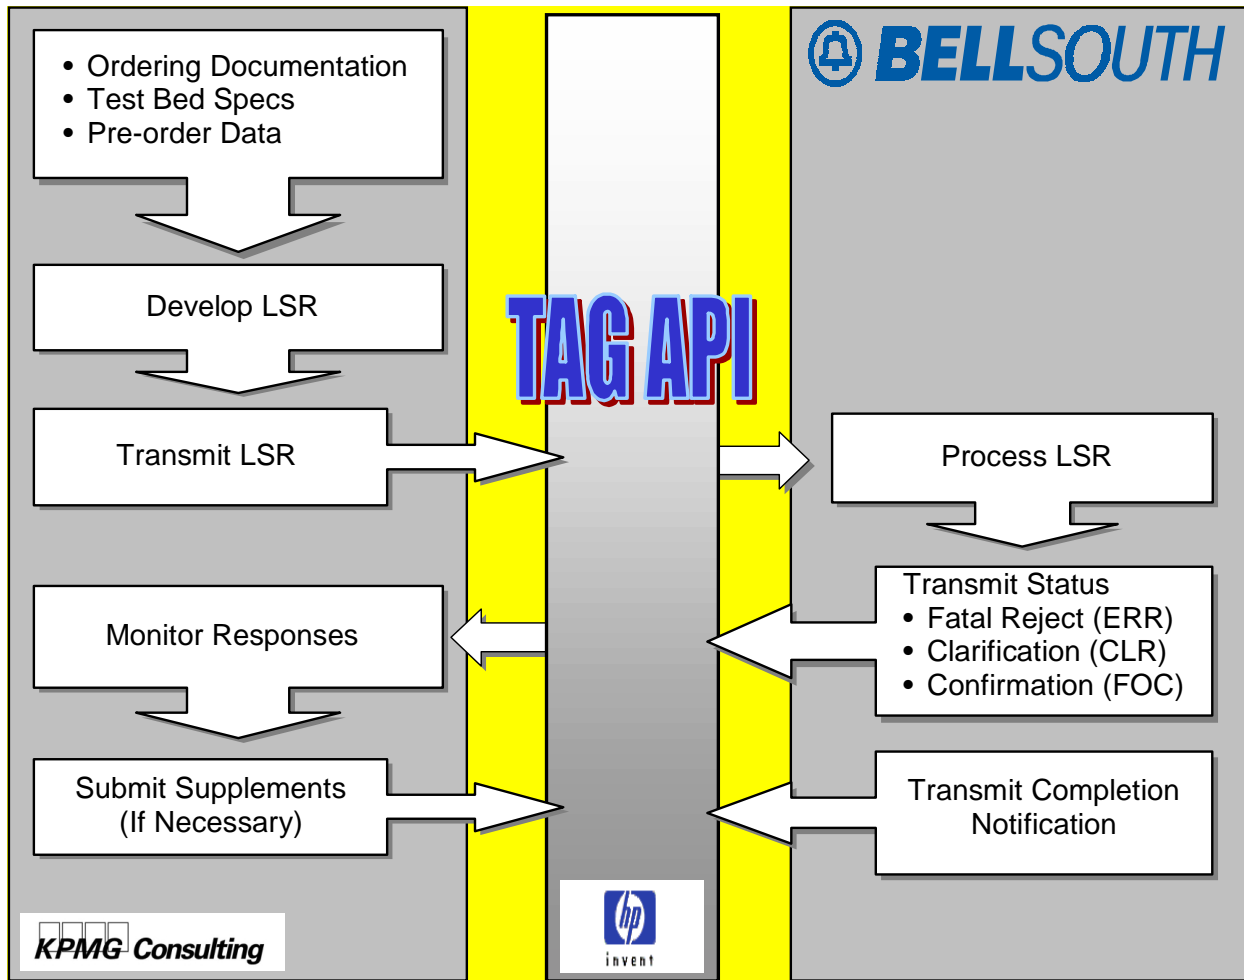 • Ordering Documentation
• Test Bed Specs
• Pre-order Data
Develop LSR
Transmit LSR
Monitor Responses
Submit Supplements
(If Necessary)
KPMG Consulting
TAG API
hp
invent
BELLSOUTH
Process LSR
Transmit Status
• Fatal Reject (ERR)
• Clarification (CLR)
• Confirmation (FOC)
Transmit Completion
Notification